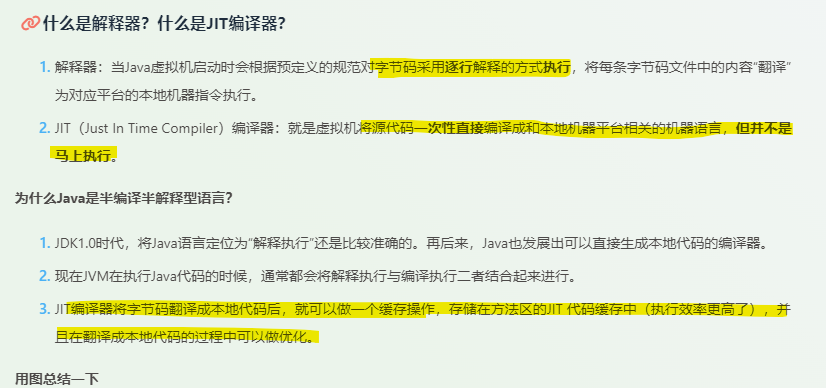 什么是解释器？什么是JIT编译器？
1. 解释器：当Java虚拟机启动时会根据预定义的规范对字节码采用逐行解释的方式执行，将每条字节码文件中的内容“翻译”
为对应平台的本地机器指令执行。
2. JIT（Just In Time Compiler）编译器：就是虚拟机将源代码一次性直接编译成和本地机器平台相关的机器语言，但并不是
马上执行。
为什么Java是半编译半解释型语言？
1. JDK1.0时代，将Java语言定位为“解释执行”还是比较准确的。再后来，Java也发展出可以直接生成本地代码的编译器。
2. 现在JVM在执行Java代码的时候，通常都会将解释执行与编译执行二者结合起来进行。
3. JIT编译器将字节码翻译成本地代码后，就可以做一个缓存操作，存储在方法区的JIT 代码缓存中（执行效率更高了），并
且在翻译成本地代码的过程中可以做优化。
用图总结一下